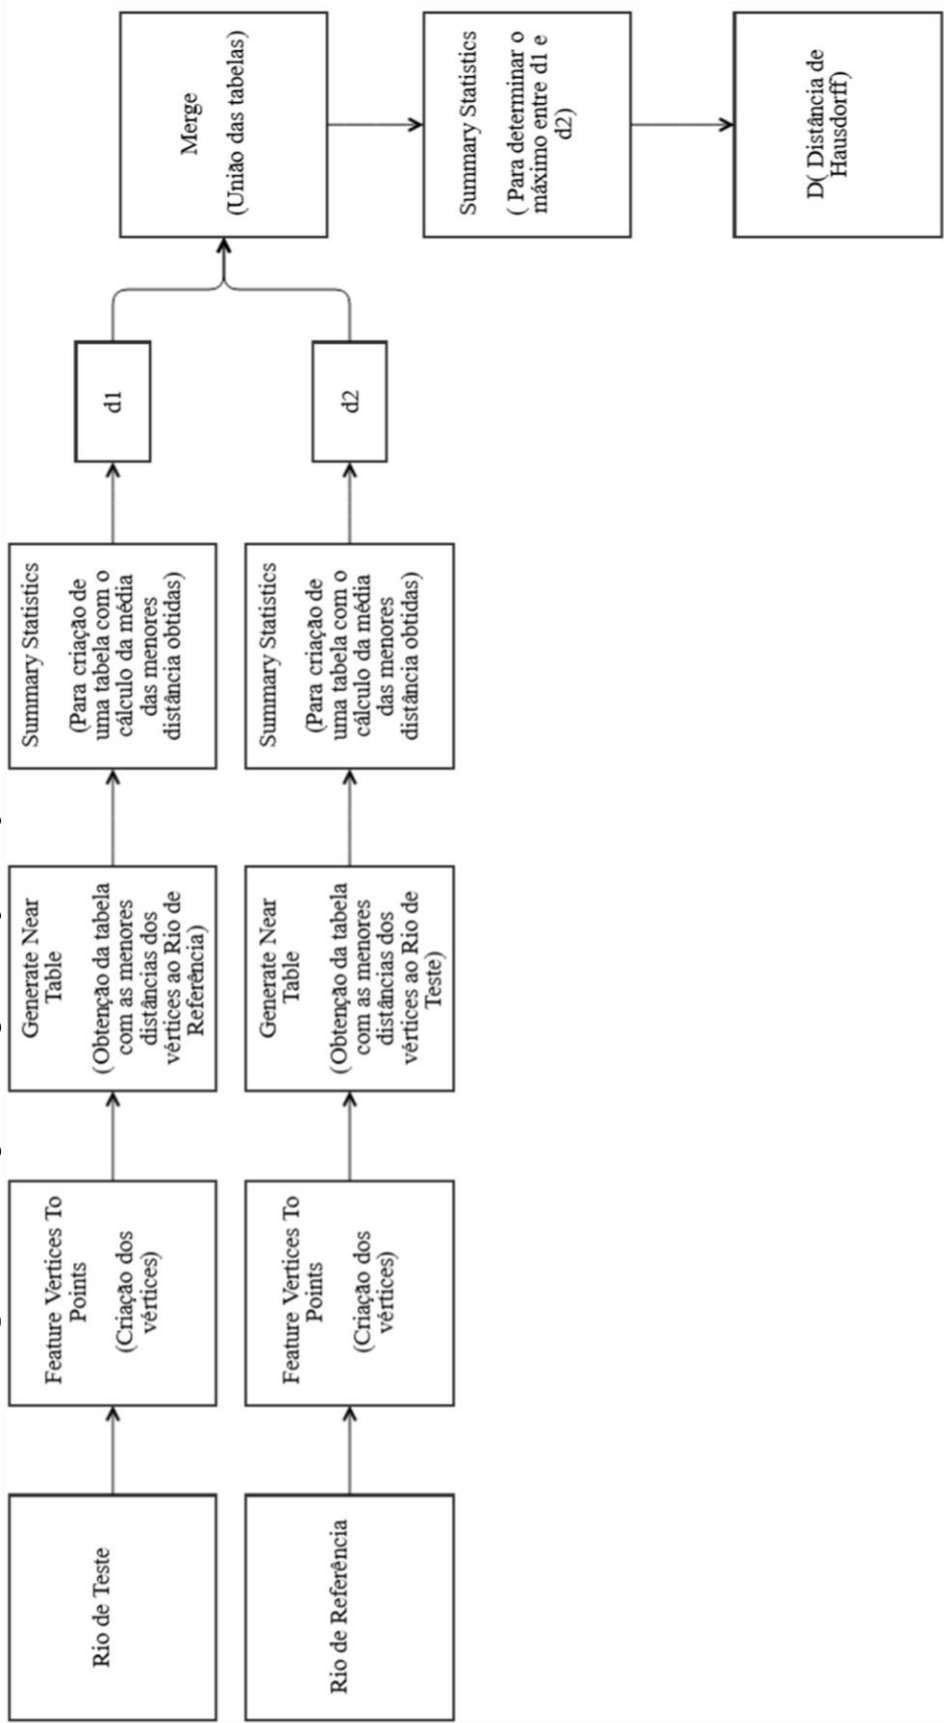 Rio de Teste
Feature Vertices To
Points
(Criação dos
vértices)
Generate Near
Table
(Obtenção da tabela
com as menores
distâncias dos
vértices ao Rio de
Referência)
Summary Statistics
(Para criação de
uma tabela com o
cálculo da média
das menores
distância obtidas)
d1
Rio de Referência
Feature Vertices To
Points
(Criação dos
vértices)
Generate Near
Table
(Obtenção da tabela
com as menores
distâncias dos
vértices ao Rio de
Teste)
Summary Statistics
(Para criação de
uma tabela com o
cálculo da média
das menores
distância obtidas)
d2
Merge
(União das tabelas)
Summary Statistics
( Para determinar o
máximo entre d1 e
d2)
D( Distância de
Hausdorff)